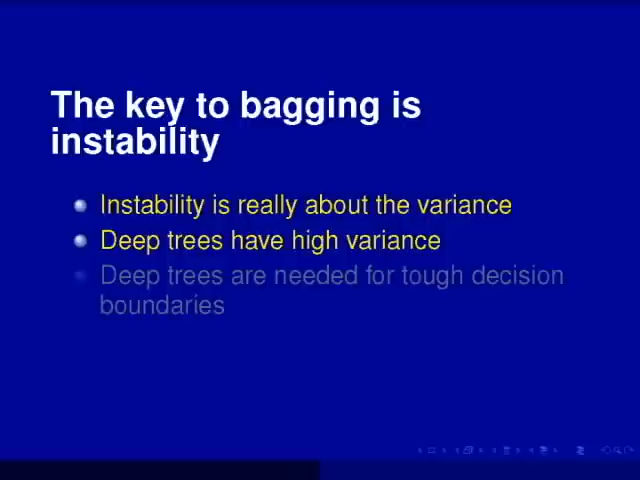 The key to bagging is
instability
Instability is really about the variance
Deep trees have high variance
Deep trees are needed for tough decision
boundaries